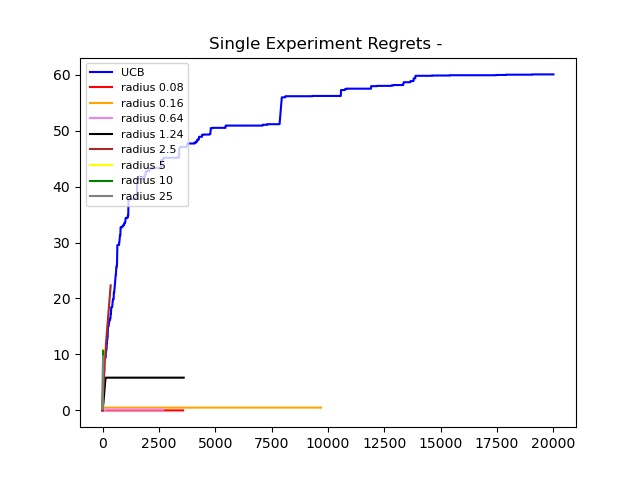 Single Experiment Regrets -
UCB
radius 0.08
radius 0.16
radius 0.64
radius 1.24
radius 2.5
radius 5
radius 10
radius 25
60
50
40
30
20
10
0
0 2500 5000 7500 10000 12500 15000 17500 20000